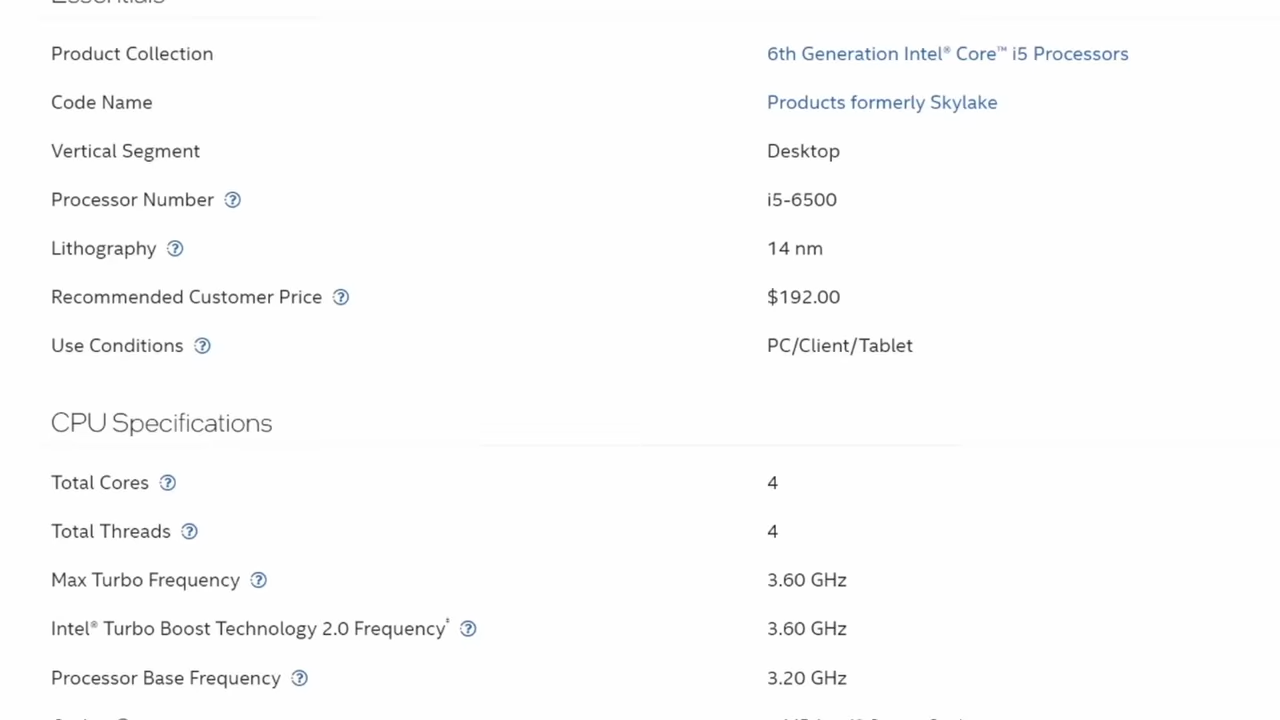 Essentials
Product Collection 6th Generation Intel® Core™ i5 Processors
Code Name Products formerly Skylake
Vertical Segment Desktop
Processor Number ? i5-6500
Lithography ? 14 nm
Recommended Customer Price ? $192.00
Use Conditions ? PC/Client/Tablet
CPU Specifications
Total Cores ? 4
Total Threads ? 4
Max Turbo Frequency ? 3.60 GHz
Intel® Turbo Boost Technology 2.0 Frequency‡ ? 3.60 GHz
Processor Base Frequency ? 3.20 GHz